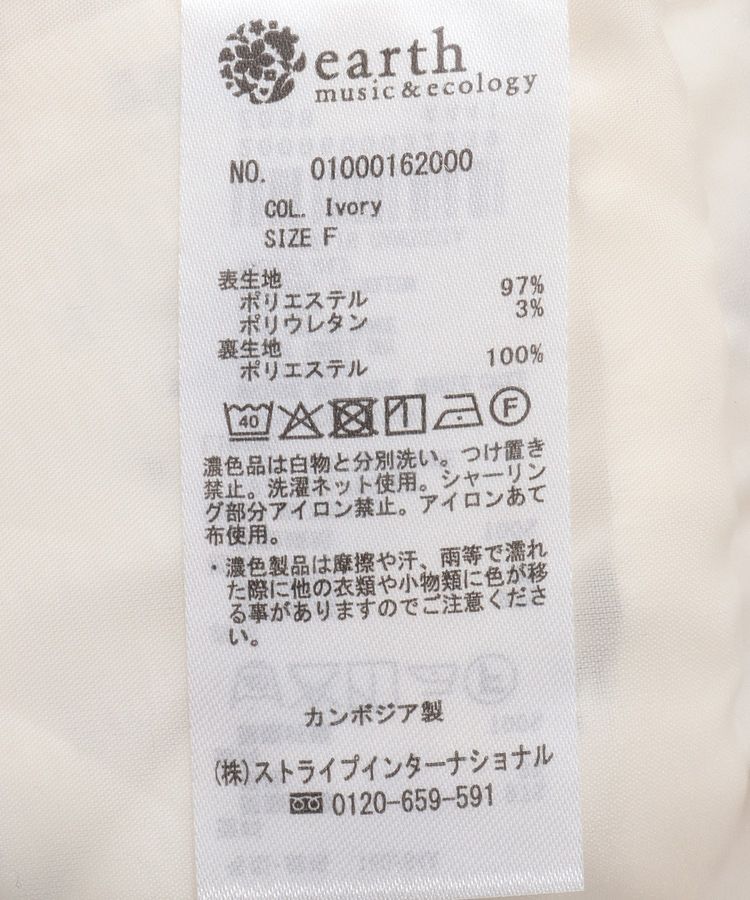 earth
music & ecology
NO. 01000162000
COL. Ivory
SIZE F
表生地
ポリエステル 97%
ポリウレタン 3%
裏生地
ポリエステル 100%
40 F
濃色品は白物と分別洗い。つけ置き
禁止。洗濯ネット使用。シャーリン
グ部分アイロン禁止。アイロンあて
布使用。
・濃色製品は摩擦や汗、雨等で濡れ
た際に他の衣類や小物類に色が移
る事がありますのでご注意くださ
い。
カンボジア製
(株)ストライプインターナショナル
0120-659-591